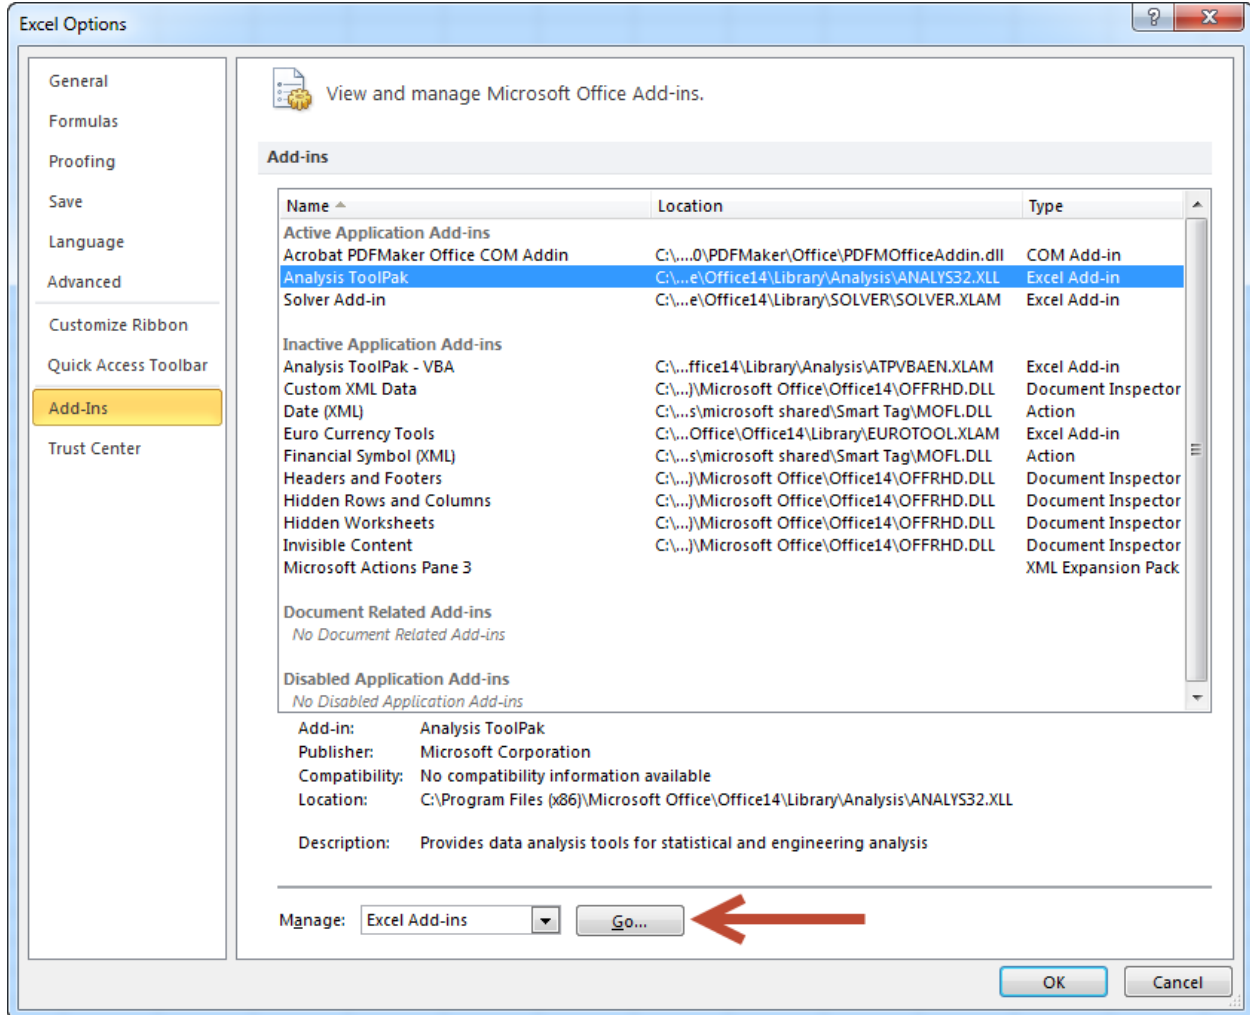 Excel Options
General
Formulas
Proofing
Save
Language
Advanced
Customize Ribbon
Quick Access Toolbar
Add-Ins
Trust Center
View and manage Microsoft Office Add-ins.
Add-ins
Name Location Type
Active Application Add-ins
Acrobat PDFMaker Office COM Addin C:\....0\PDFMaker\Office\PDFMOfficeAddin.dll COM Add-in
Analysis ToolPak C:\...e\Office14\Library\Analysis\ANALYS32.XLL Excel Add-in
Solver Add-in C:\...e\Office14\Library\SOLVER\SOLVER.XLAM Excel Add-in
Inactive Application Add-ins
Analysis ToolPak - VBA C:\...ffice14\Library\Analysis\ATPVBAEN.XLAM Excel Add-in
Custom XML Data C:\...)\Microsoft Office\Office14\OFFRHD.DLL Document Inspector
Date (XML) C:\...s\microsoft shared\Smart Tag\MOFL.DLL Action
Euro Currency Tools C:\...Office\Office14\Library\EUROTOOL.XLAM Excel Add-in
Financial Symbol (XML) C:\...s\microsoft shared\Smart Tag\MOFL.DLL Action
Headers and Footers C:\...)\Microsoft Office\Office14\OFFRHD.DLL Document Inspector
Hidden Rows and Columns C:\...)\Microsoft Office\Office14\OFFRHD.DLL Document Inspector
Hidden Worksheets C:\...)\Microsoft Office\Office14\OFFRHD.DLL Document Inspector
Invisible Content C:\...)\Microsoft Office\Office14\OFFRHD.DLL Document Inspector
Microsoft Actions Pane 3 XML Expansion Pack
Document Related Add-ins
No Document Related Add-ins
Disabled Application Add-ins
No Disabled Application Add-ins
Add-in: Analysis ToolPak
Publisher: Microsoft Corporation
Compatibility: No compatibility information available
Location: C:\Program Files (x86)\Microsoft Office\Office14\Library\Analysis\ANALYS32.XLL
Description: Provides data analysis tools for statistical and engineering analysis
Manage: Excel Add-ins Go...
OK Cancel